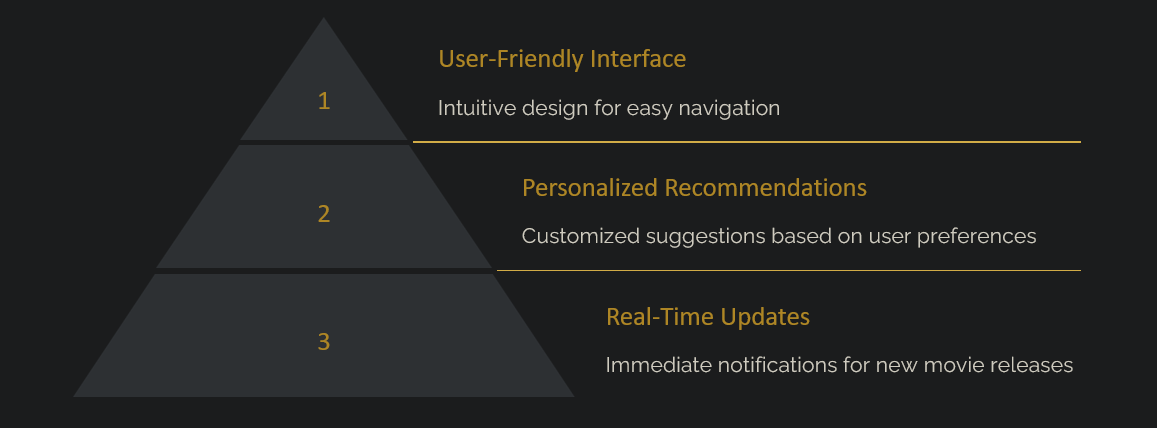 1
User-Friendly Interface
Intuitive design for easy navigation
2
Personalized Recommendations
Customized suggestions based on user preferences
3
Real-Time Updates
Immediate notifications for new movie releases